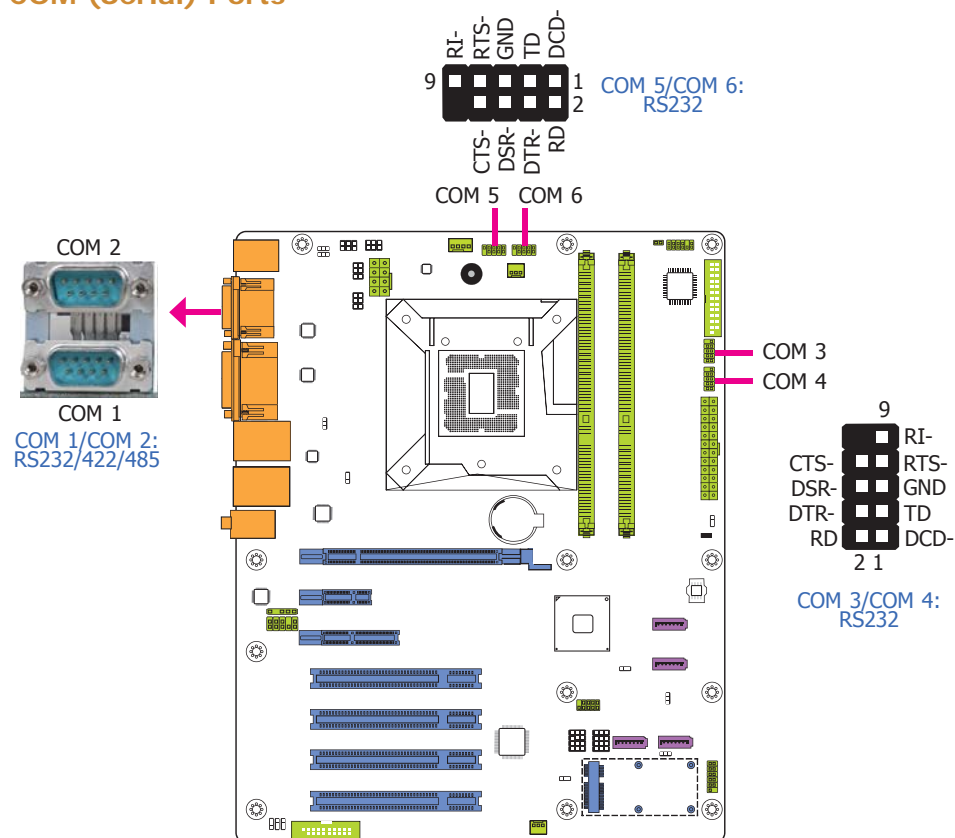 COM (Serial) Ports
RI-
RTS-
GND
TD
DCD-
9
1
2
COM 5/COM 6:
RS232
CTS-
DSR-
DTR-
RD
COM 5
COM 6
COM 2
COM 1
COM 1/COM 2:
RS232/422/485
COM 3
COM 4
9
RI-
CTS-
RTS-
DSR-
GND
DTR-
TD
RD
DCD-
2 1
COM 3/COM 4:
RS232